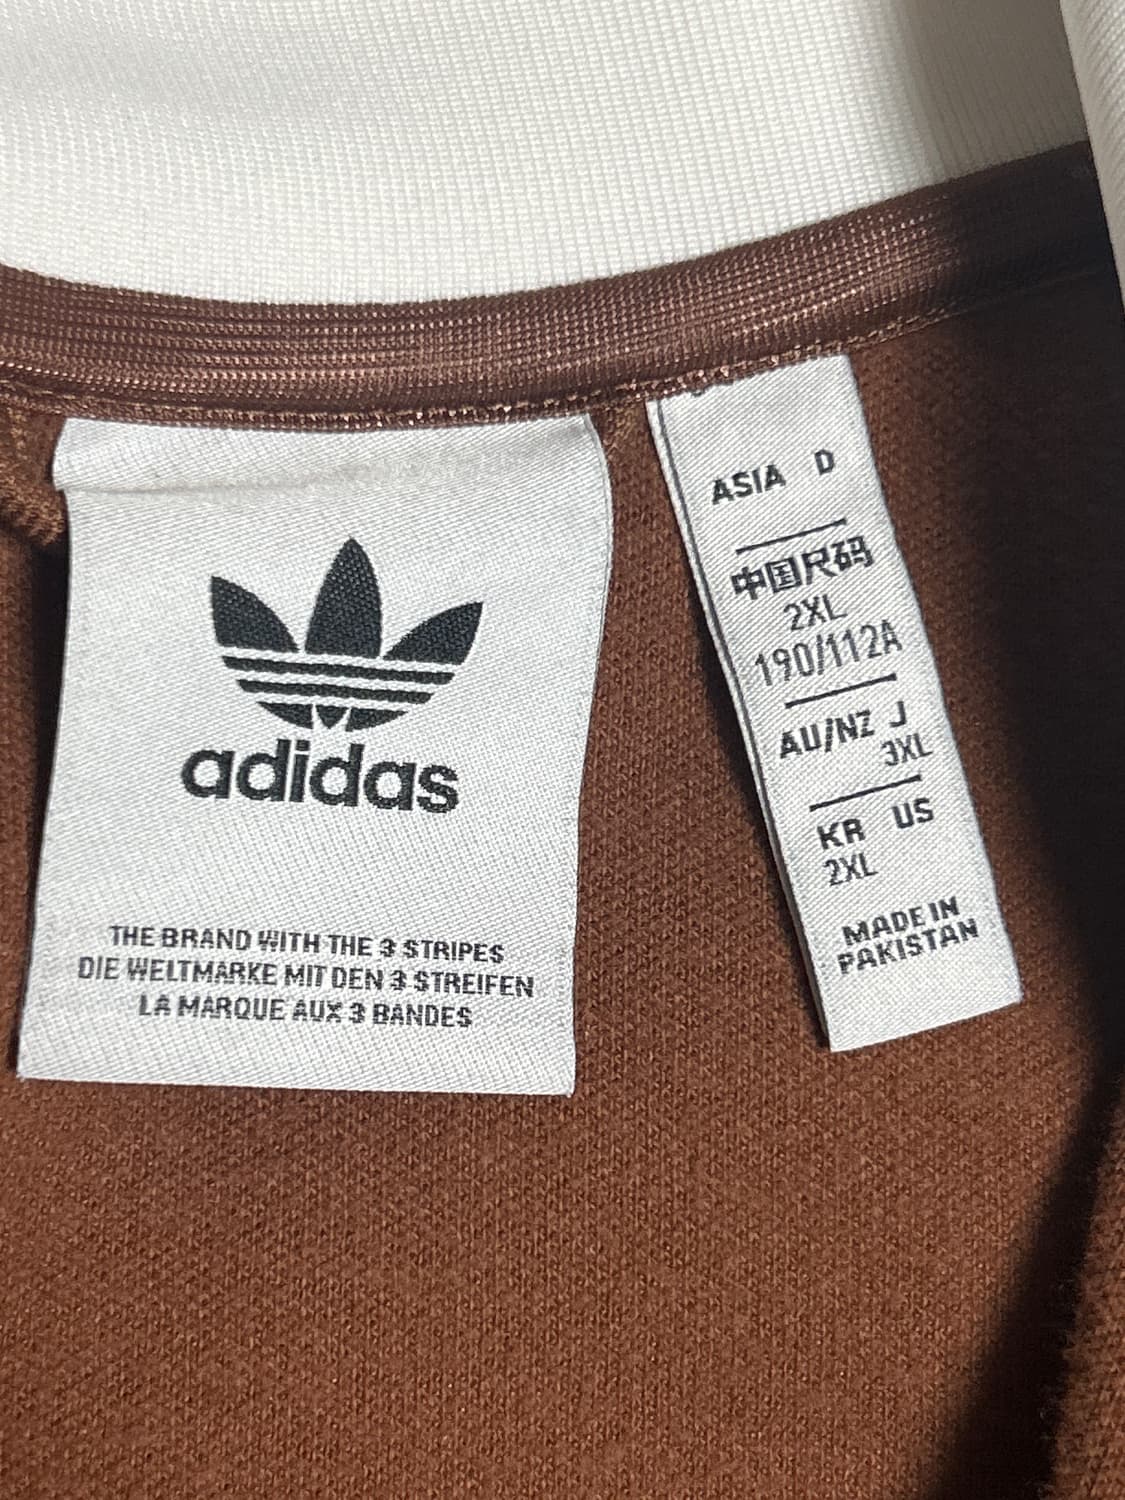 adidas
THE BRAND WITH THE 3 STRIPES
DIE WELTMARKE MIT DEN 3 STREIFEN
LA MARQUE AUX 3 BANDES
ASIA D
中国尺码
2XL
190/112A
AU/NZ J
3XL
KR US
2XL
MADE IN
PAKISTAN